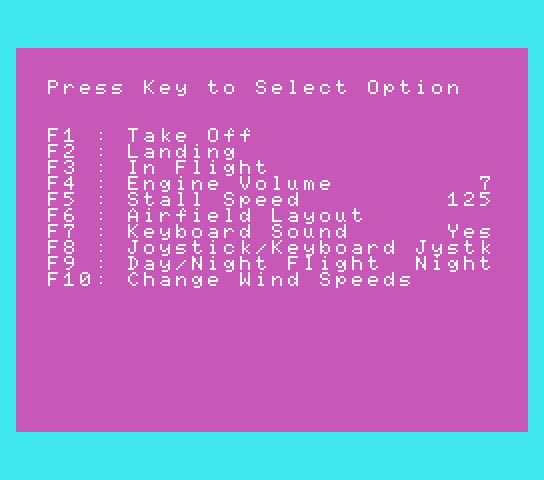 Press Key to Select Option
F1 : Take Off
F2 : Landing
F3 : In Flight
F4 : Engine Volume 7
F5 : Stall Speed 125
F6 : Airfield Layout
F7 : Keyboard Sound Yes
F8 : Joystick/Keyboard Jystk
F9 : Day/Night Flight Night
F10: Change Wind Speeds